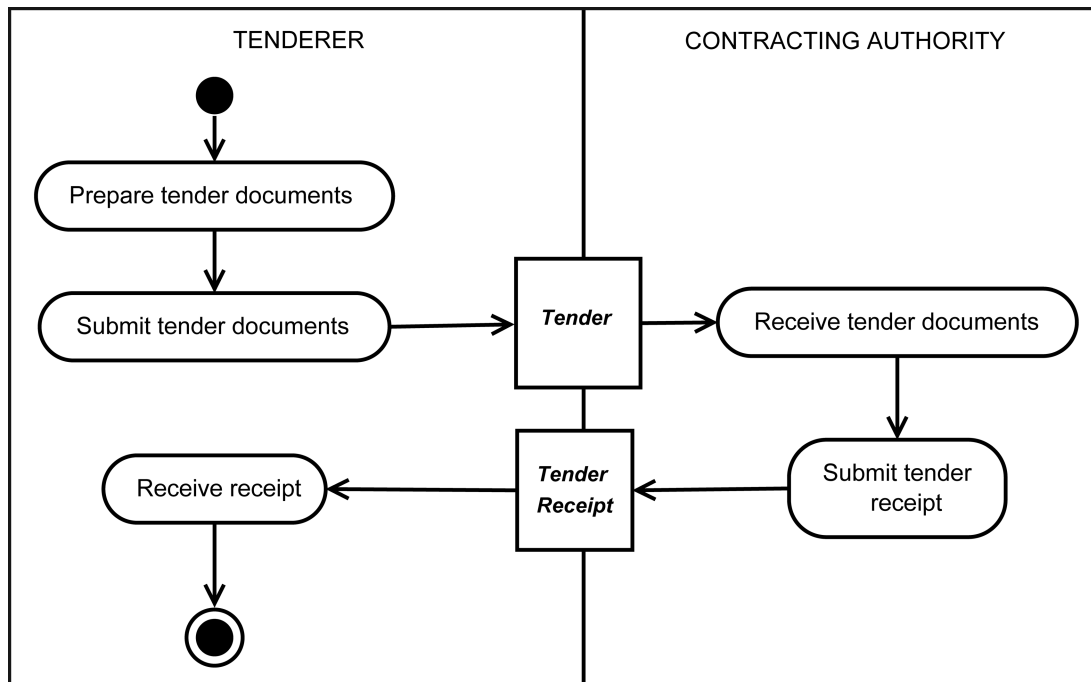 TENDERER
CONTRACTING AUTHORITY
Prepare tender documents
Submit tender documents
Tender
Receive tender documents
Submit tender
receipt
Tender
Receipt
Receive receipt